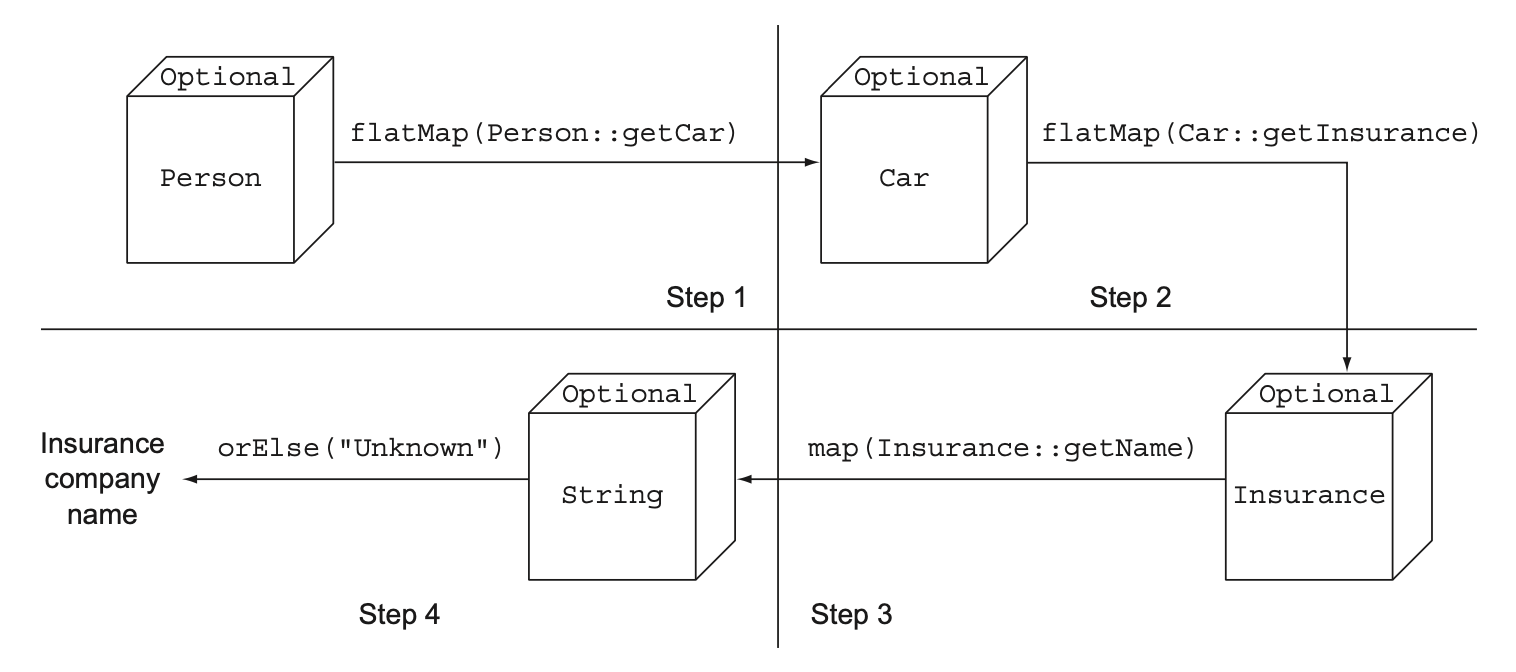 Optional
Person
flatMap(Person::getCar)
Step 1
Optional
Car
flatMap(Car::getInsurance)
Step 2
Optional
Insurance
map(Insurance::getName)
Step 3
Optional
String
orElse("Unknown")
Insurance
company
name
Step 4